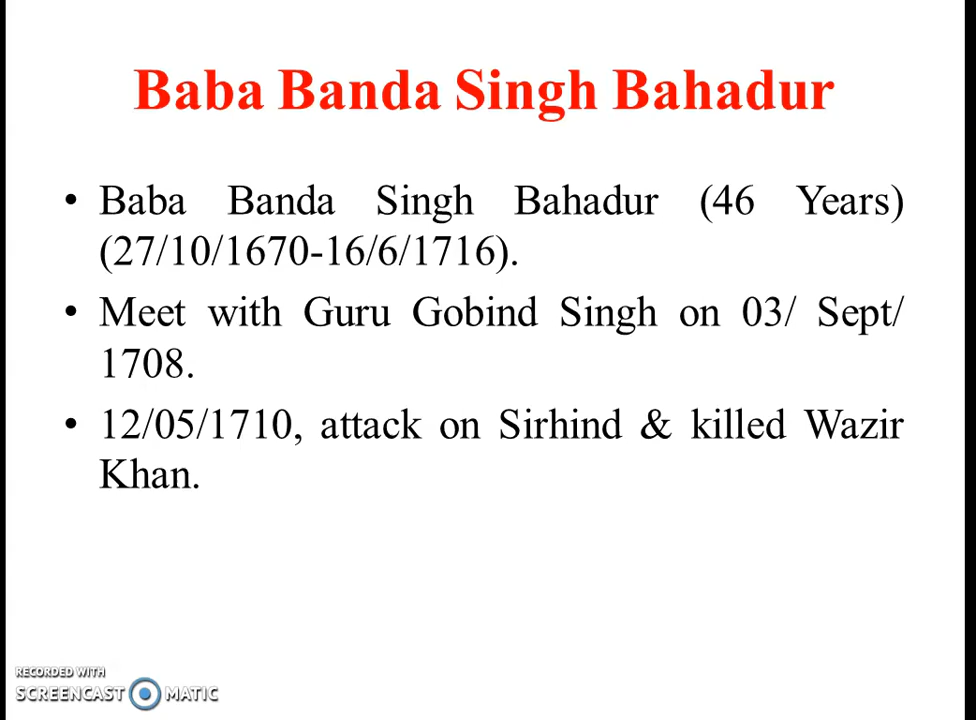 Baba Banda Singh Bahadur
• Baba Banda Singh Bahadur (46 Years)
(27/10/1670-16/6/1716).
• Meet with Guru Gobind Singh on 03/ Sept/
1708.
• 12/05/1710, attack on Sirhind & killed Wazir
Khan.
RECORDED WITH
SCREENCAST MATIC